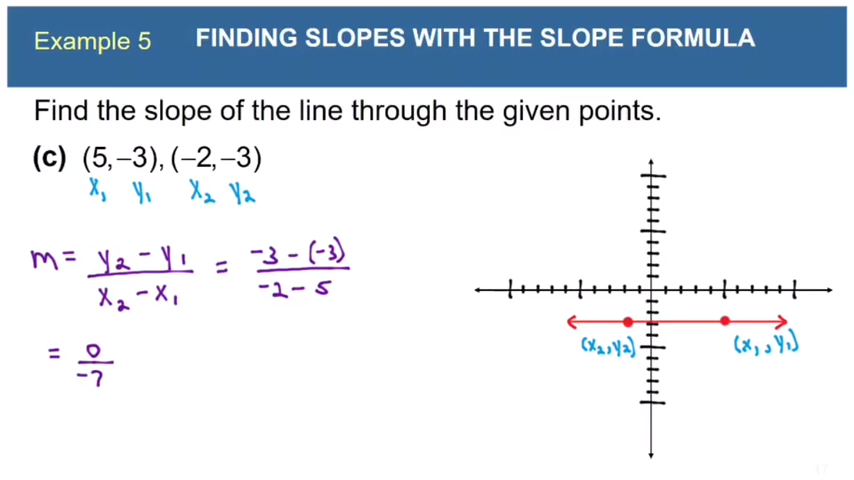 Example 5 FINDING SLOPES WITH THE SLOPE FORMULA
Find the slope of the line through the given points.
(c) (5, −3), (−2, −3)
x₁ y₁ x₂ y₂
m = (y₂ − y₁)/(x₂ − x₁) = (−3 − (−3))/(−2 − 5)
= 0/−7
(x₂, y₂) (x₁, y₁)
17